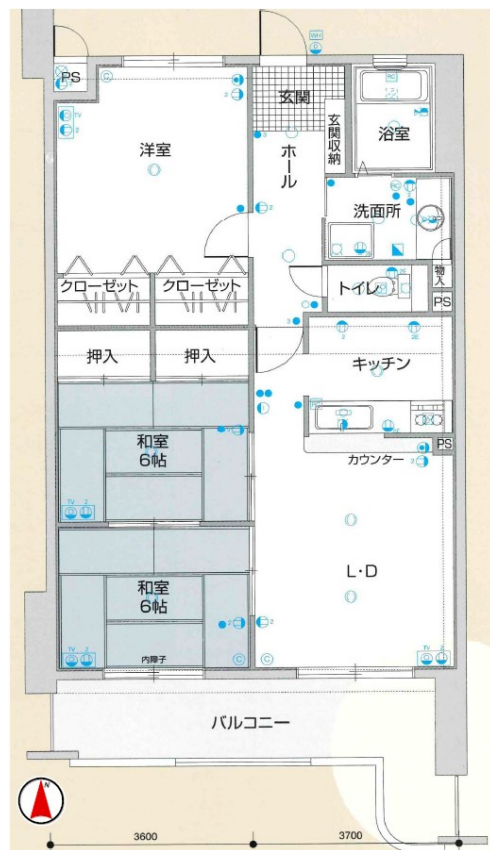 PS
玄関
洋室
玄関収納
浴室
ホール
洗面所
クローゼット
クローゼット
トイレ
物入
PS
押入
押入
キッチン
和室
6帖
カウンター
PS
L・D
和室
6帖
内障子
バルコニー
N
3600
3700